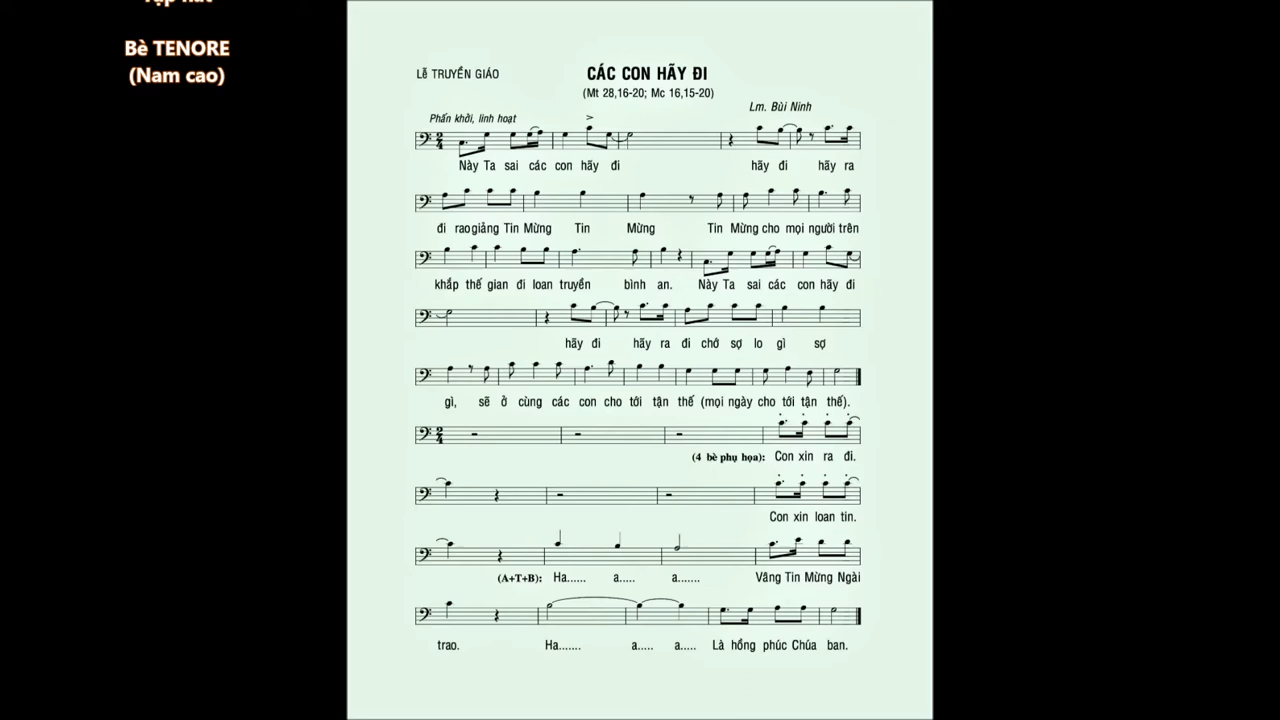 Tập hát
Bè TENORE
(Nam cao)
LỄ TRUYỀN GIÁO
CÁC CON HÃY ĐI
(Mt 28,16-20; Mc 16,15-20)
Lm. Bùi Ninh
Phấn khởi, linh hoạt
Này Ta sai các con hãy đi hãy đi hãy ra
đi rao giảng Tin Mừng Tin Mừng Tin Mừng cho mọi người trên
khắp thế gian đi loan truyền bình an. Này Ta sai các con hãy đi
hãy đi hãy ra đi chớ sợ lo gì sợ
gì, sẽ ở cùng các con cho tới tận thế (mọi ngày cho tới tận thế).
(4 bè phụ họa): Con xin ra đi.
Con xin loan tin.
(A+T+B): Ha...... a..... a....... Vâng Tin Mừng Ngài
trao. Ha....... a..... a..... Là hồng phúc Chúa ban.